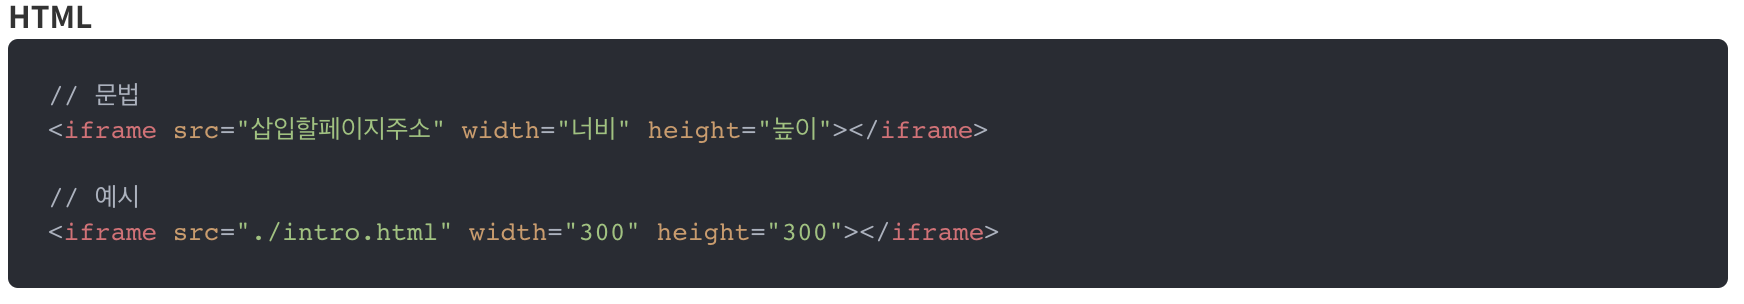 HTML
// 문법
<iframe src="삽입할페이지주소" width="너비" height="높이"></iframe>
// 예시
<iframe src="./intro.html" width="300" height="300"></iframe>